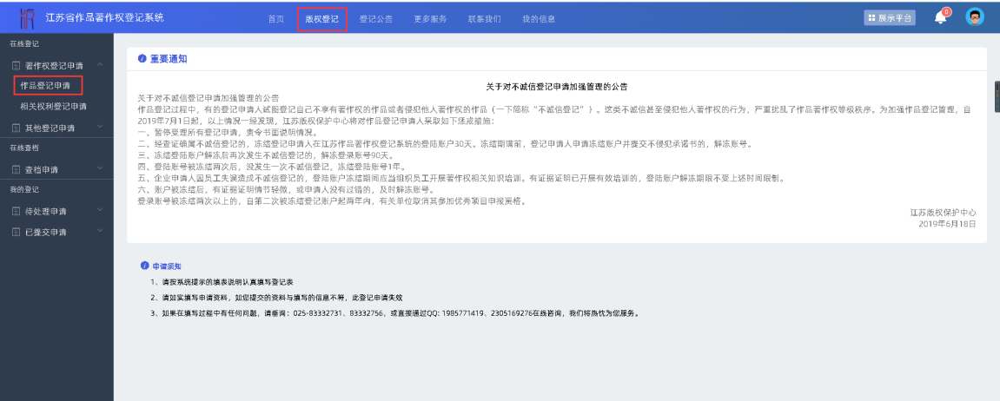 江苏省作品著作权登记系统
首页 版权登记 登记公告 更多服务 联系我们 我的信息
展示平台
0
在线登记
著作权登记申请
作品登记申请
相关权利登记申请
其他登记申请
在线查档
查档申请
我的登记
待处理申请
已提交申请
重要通知
关于对不诚信登记申请加强管理的公告
关于对不诚信登记申请加强管理的公告
作品登记过程中，有的登记申请人试图登记自己不享有著作权的作品或者侵犯他人著作权的作品（一下简称“不诚信登记”）。这类不诚信甚至侵犯他人著作权的行为，严重扰乱了作品著作权等级秩序。为加强作品登记管理，自
2019年7月1日起，以上情况一经发现，江苏版权保护中心将对作品登记申请人采取如下惩戒措施：
一、暂停受理所有登记申请，责令书面说明情况。
二、经查证确属不诚信登记的，冻结登记申请人在江苏作品著作权登记系统的登陆账户30天。冻结期满前，登记申请人申请冻结账户并提交不侵犯承诺书的，解冻账号。
三、冻结登陆账户解冻后再次发生不诚信登记的，解冻登录账号90天。
四、登陆账号被冻结两次后，没发生一次不诚信登记，冻结登陆账号1年。
五、企业申请人因员工失误造成不诚信登记的，登陆账户冻结期间应当组织员工开展著作权相关知识培训。有证据证明已开展有效培训的，登陆账户解冻期限不受上述时间限制。
六、账户被冻结后，有证据证明情节轻微，或申请人没有过错的，及时解冻账号。
登录账号被冻结两次以上的，自第二次被冻结登记账户起两年内，有关单位取消其参加优秀项目申报资格。
江苏版权保护中心
2019年6月18日
申请须知
1、请按系统提示的填表说明认真填写登记表
2、请如实填写申请资料，如您提交的资料与填写的信息不符，此登记申请失效
3、如果在填写过程中有任何问题，请垂询：025-83332731、83332756，或直接通过QQ: 1985771419、2305169276在线咨询，我们将热忱为您服务。